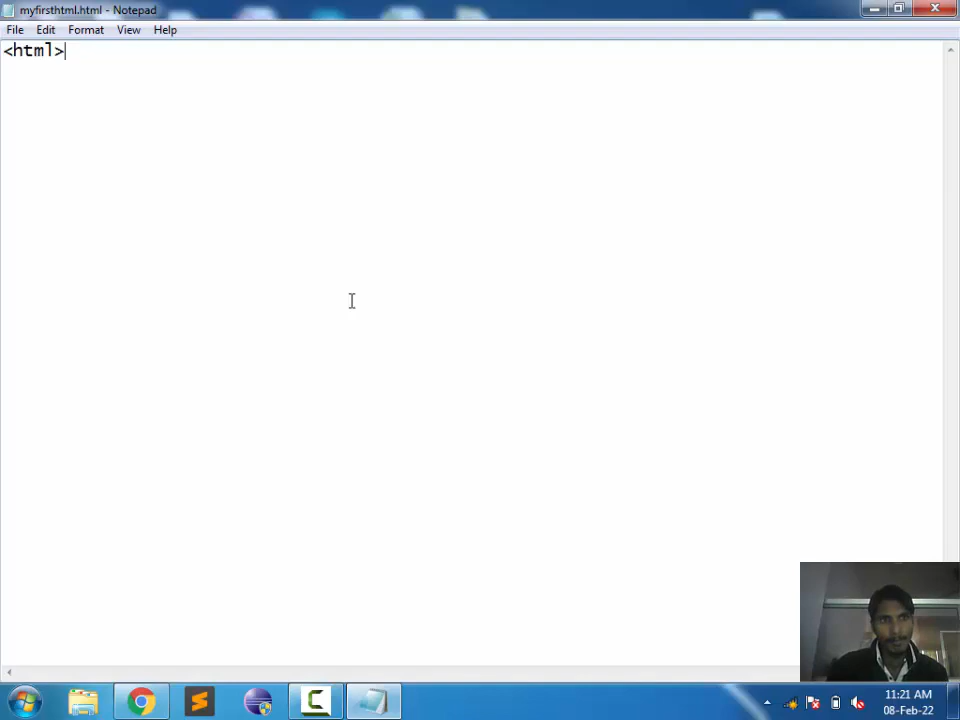 myfirsthtml.html - Notepad
File Edit Format View Help
<html>
11:21 AM
08-Feb-22